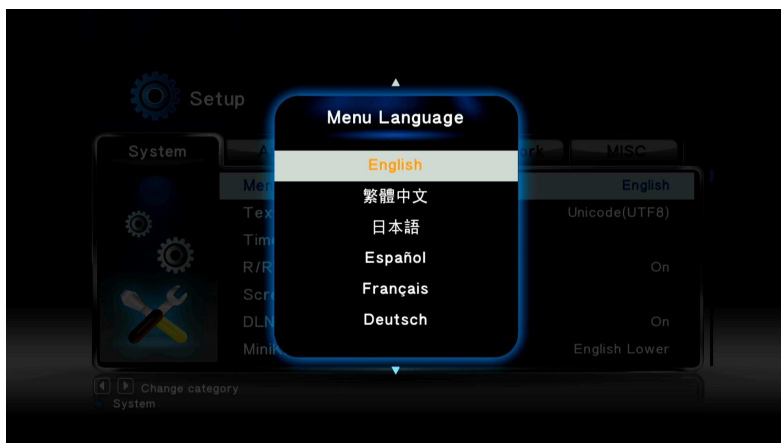 Setup
Menu Language
System
MISC
English
繁體中文
日本語
Español
Français
Deutsch
English
Unicode(UTF8)
On
On
English Lower
Change category
System